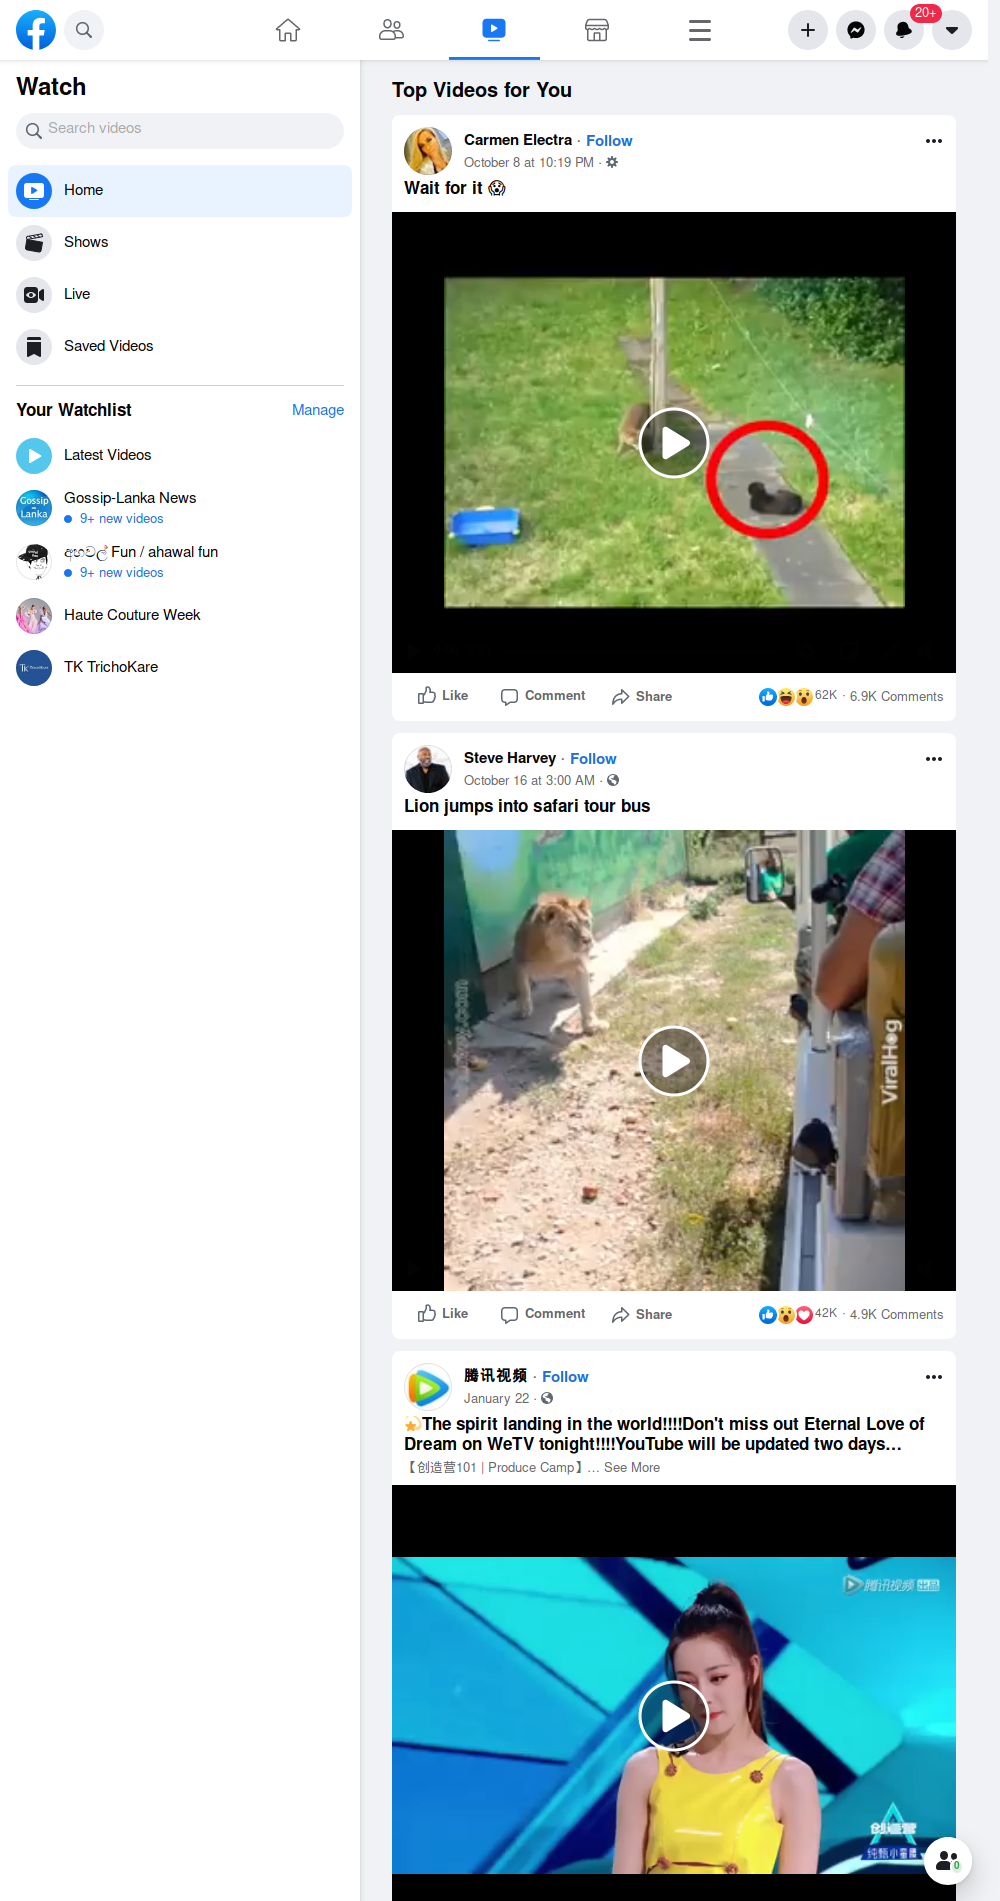 20+
Watch
Search videos
Home
Shows
Live
Saved Videos
Your Watchlist
Manage
Latest Videos
Gossip-Lanka News
9+ new videos
Gossip
Lanka
අහවල් Fun / ahawal fun
9+ new videos
Haute Couture Week
TK TrichoKare
Top Videos for You
Carmen Electra · Follow
October 8 at 10:19 PM ·
Wait for it 😱
Like Comment Share
62K · 6.9K Comments
Steve Harvey · Follow
October 16 at 3:00 AM ·
Lion jumps into safari tour bus
ViralHog
Like Comment Share
42K · 4.9K Comments
腾讯视频 · Follow
January 22 ·
💫The spirit landing in the world!!!!Don't miss out Eternal Love of
Dream on WeTV tonight!!!!YouTube will be updated two days…
【创造营101 | Produce Camp】… See More
腾讯视频 出品
创造营
0